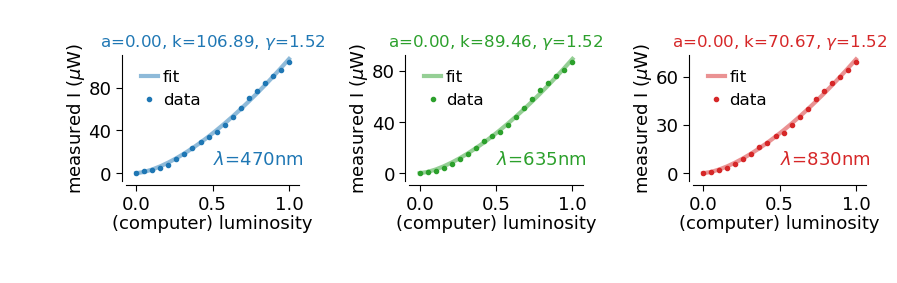 a=0.00, k=106.89, γ=1.52
measured I (μW)
80
40
0
fit
data
λ=470nm
0.0 0.5 1.0
(computer) luminosity
a=0.00, k=89.46, γ=1.52
measured I (μW)
80
40
0
fit
data
λ=635nm
0.0 0.5 1.0
(computer) luminosity
a=0.00, k=70.67, γ=1.52
measured I (μW)
60
30
0
fit
data
λ=830nm
0.0 0.5 1.0
(computer) luminosity